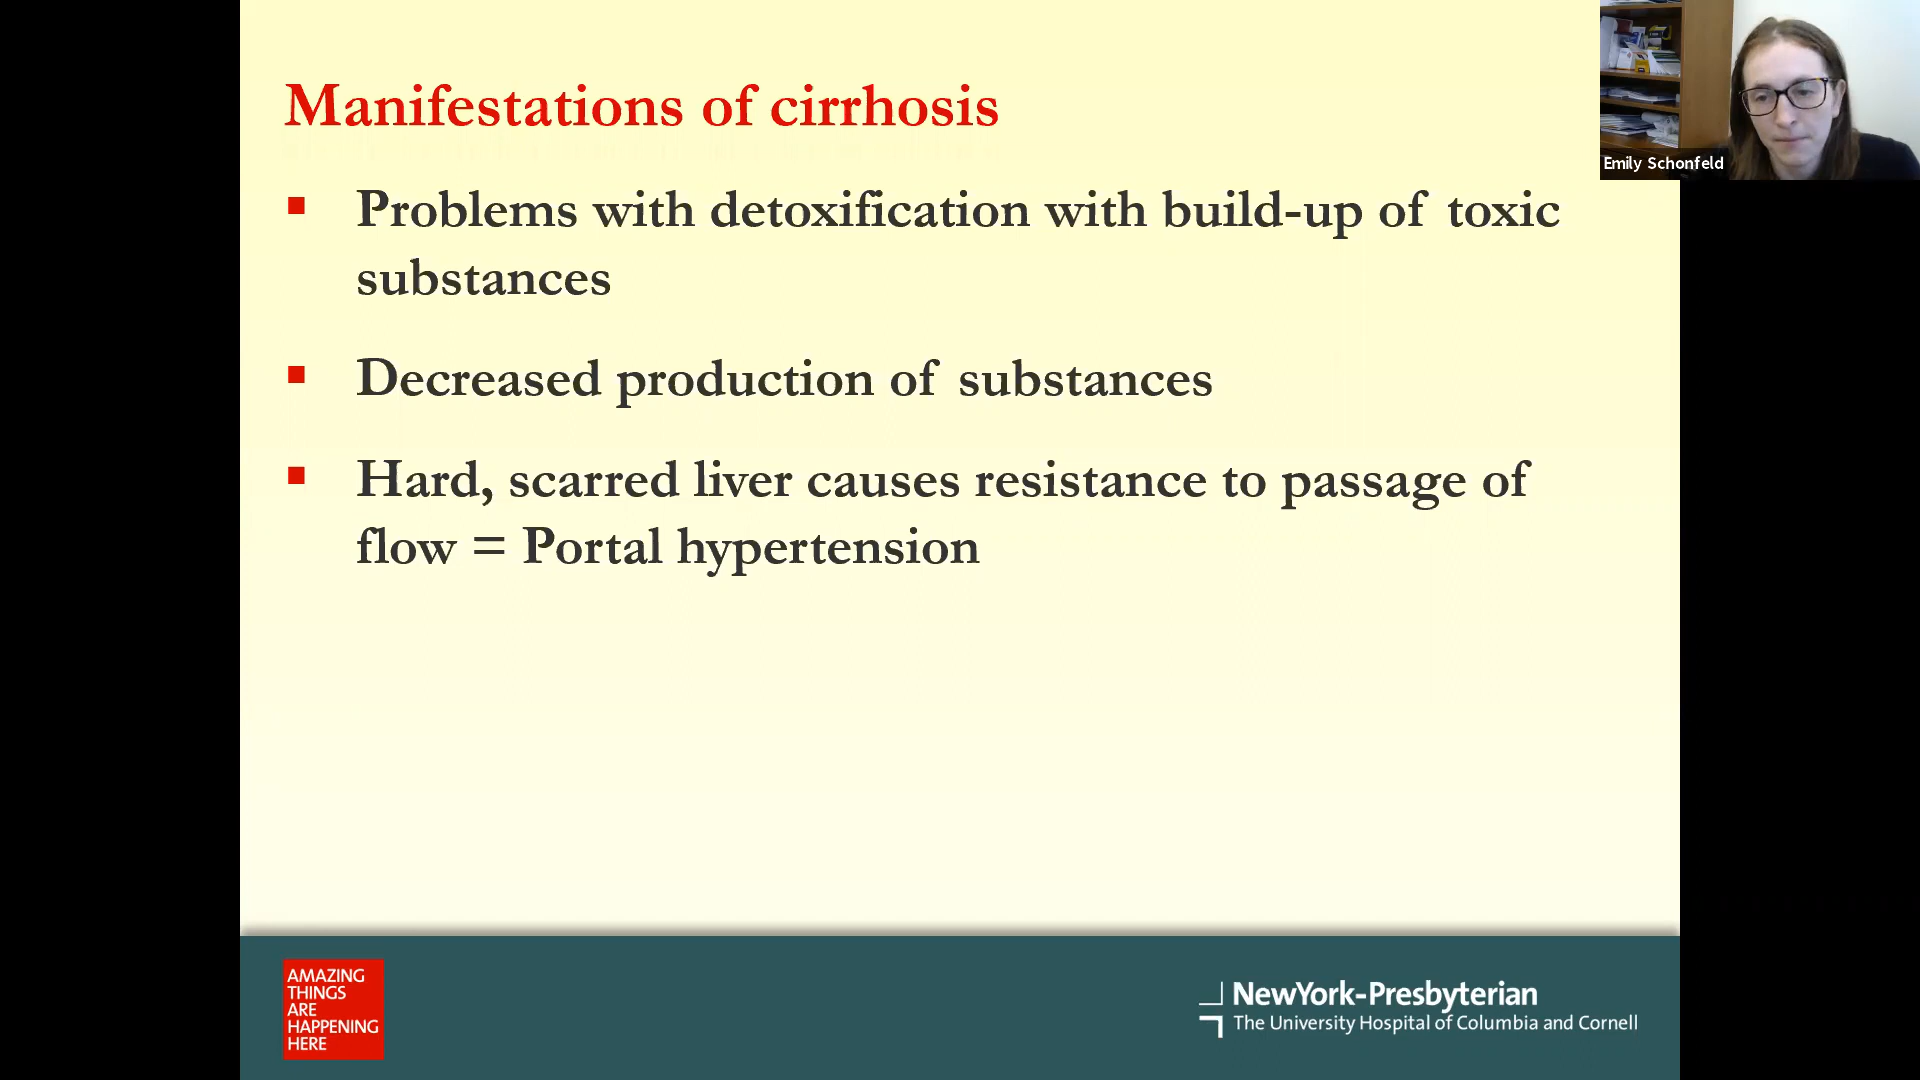 Manifestations of cirrhosis
Problems with detoxification with build-up of toxic
substances
Decreased production of substances
Hard, scarred liver causes resistance to passage of
flow = Portal hypertension
Emily Schonfeld
AMAZING
THINGS
ARE
HAPPENING
HERE
NewYork-Presbyterian
The University Hospital of Columbia and Cornell